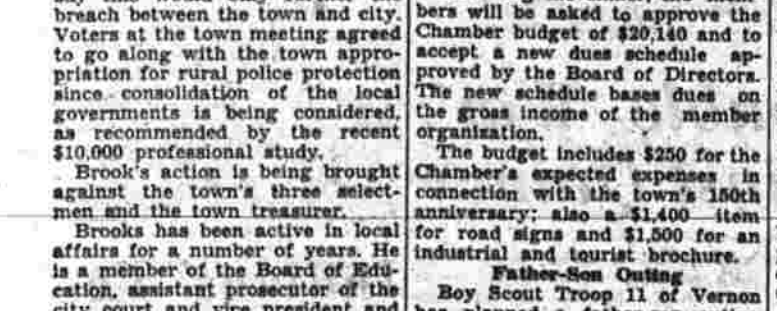 breach between the town and city.
Voters at the town meeting agreed
to go along with the town appro-
priation for rural police protection
since consolidation of the local
governments is being considered,
as recommended by the recent
$10,000 professional study.
Brook's action is being brought
against the town's three select-
men and the town treasurer.
Brooks has been active in local
affairs for a number of years. He
is a member of the Board of Edu-
cation, assistant prosecutor of the
city court and vice president and
bers will be asked to approve the
Chamber budget of $20,140 and to
accept a new dues schedule ap-
proved by the Board of Directors.
The new schedule bases dues on
the gross income of the member
organization.
The budget includes $250 for the
Chamber's expected expenses in
connection with the town's 150th
anniversary; also a $1,400 item
for road signs and $1,500 for an
industrial and tourist brochure.
Father-Son Outing
Boy Scout Troop 11 of Vernon